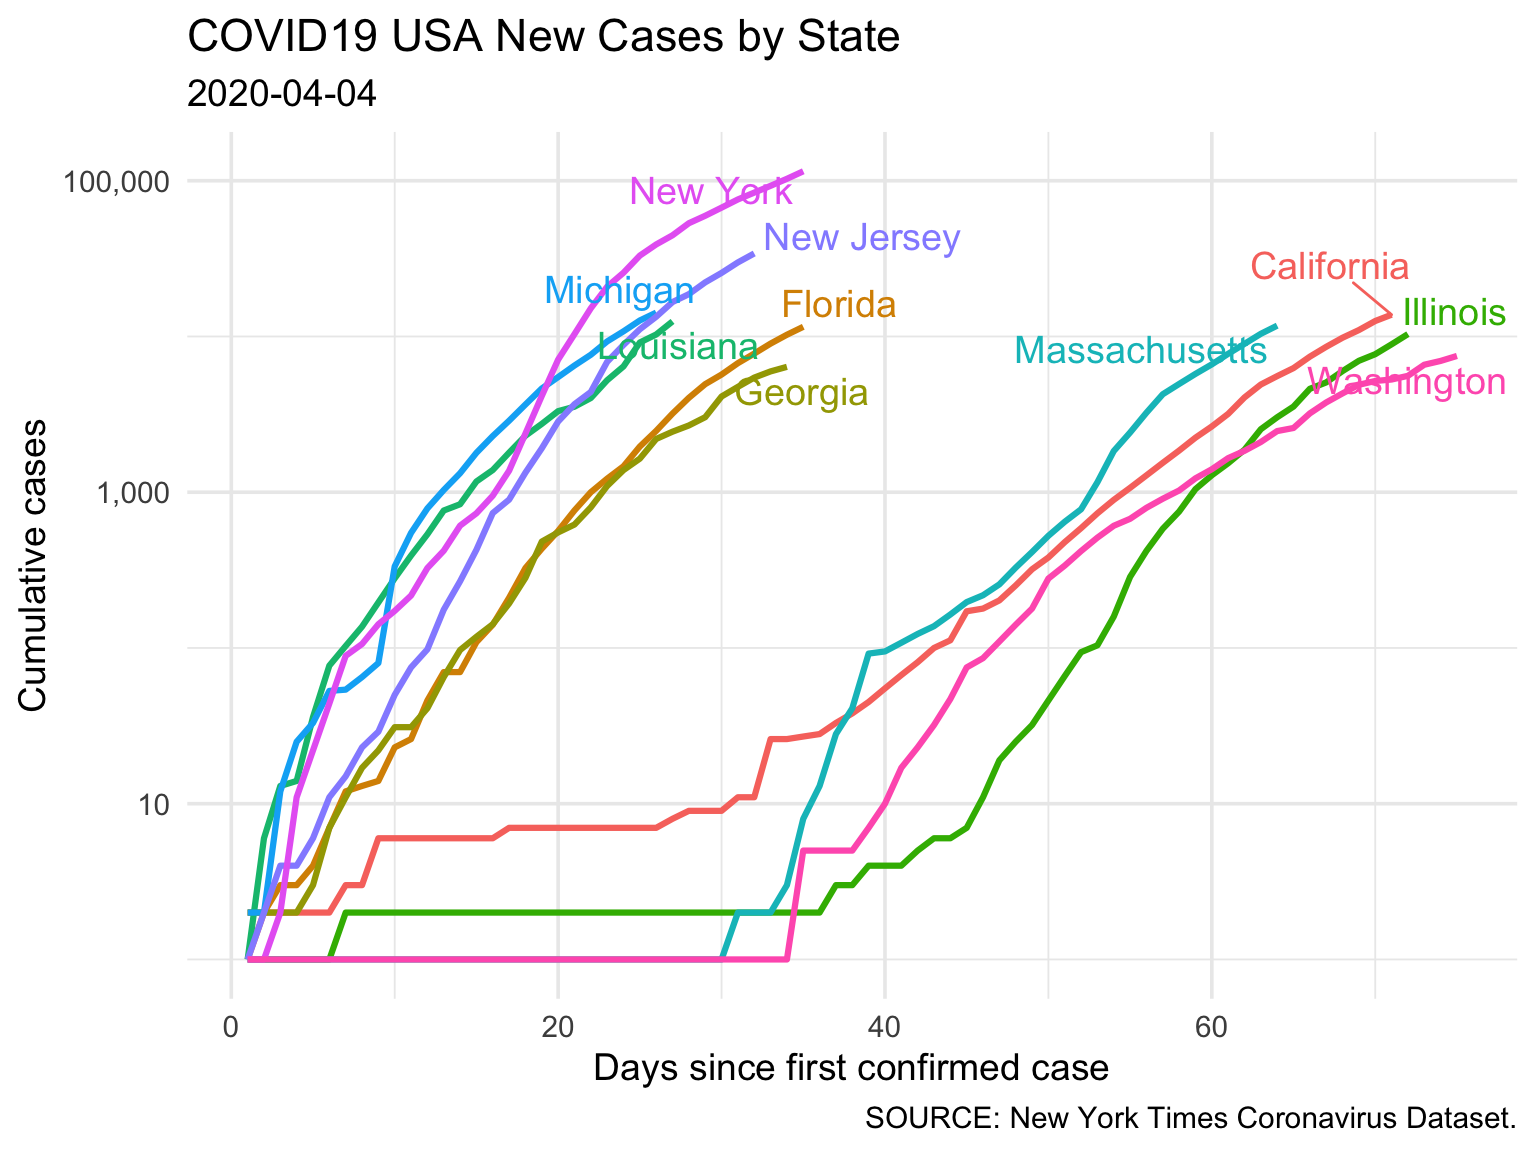 COVID19 USA New Cases by State
2020-04-04
100,000
1,000
10
Cumulative cases
New York
New Jersey
Michigan
Florida
Louisiana
Georgia
California
Illinois
Massachusetts
Washington
0 20 40 60
Days since first confirmed case
SOURCE: New York Times Coronavirus Dataset.